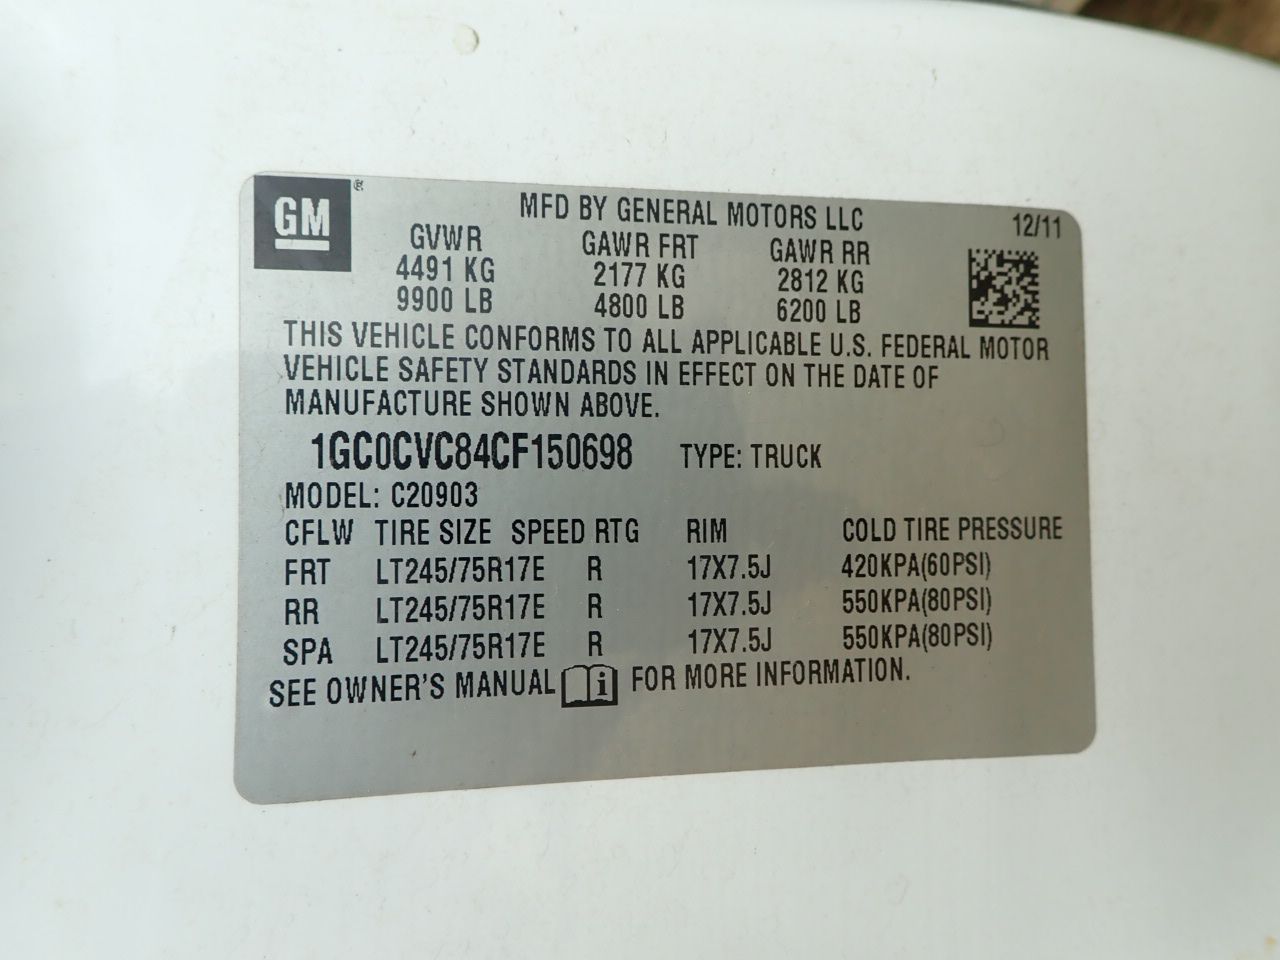 GM ®
MFD BY GENERAL MOTORS LLC 12/11
GVWR GAWR FRT GAWR RR
4491 KG 2177 KG 2812 KG
9900 LB 4800 LB 6200 LB
THIS VEHICLE CONFORMS TO ALL APPLICABLE U.S. FEDERAL MOTOR
VEHICLE SAFETY STANDARDS IN EFFECT ON THE DATE OF
MANUFACTURE SHOWN ABOVE.
1GC0CVC84CF150698 TYPE: TRUCK
MODEL: C20903
CFLW TIRE SIZE SPEED RTG RIM COLD TIRE PRESSURE
FRT LT245/75R17E R 17X7.5J 420KPA(60PSI)
RR LT245/75R17E R 17X7.5J 550KPA(80PSI)
SPA LT245/75R17E R 17X7.5J 550KPA(80PSI)
SEE OWNER'S MANUAL i FOR MORE INFORMATION.